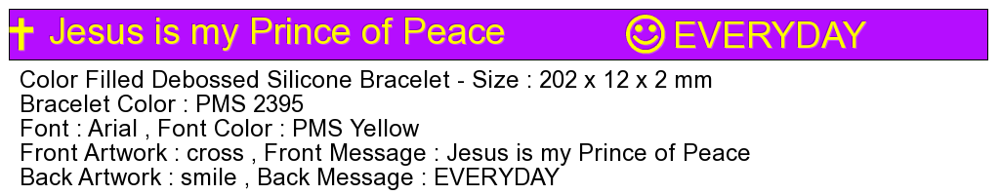 Jesus is my Prince of Peace EVERYDAY
Color Filled Debossed Silicone Bracelet - Size : 202 x 12 x 2 mm
Bracelet Color : PMS 2395
Font : Arial , Font Color : PMS Yellow
Front Artwork : cross , Front Message : Jesus is my Prince of Peace
Back Artwork : smile , Back Message : EVERYDAY